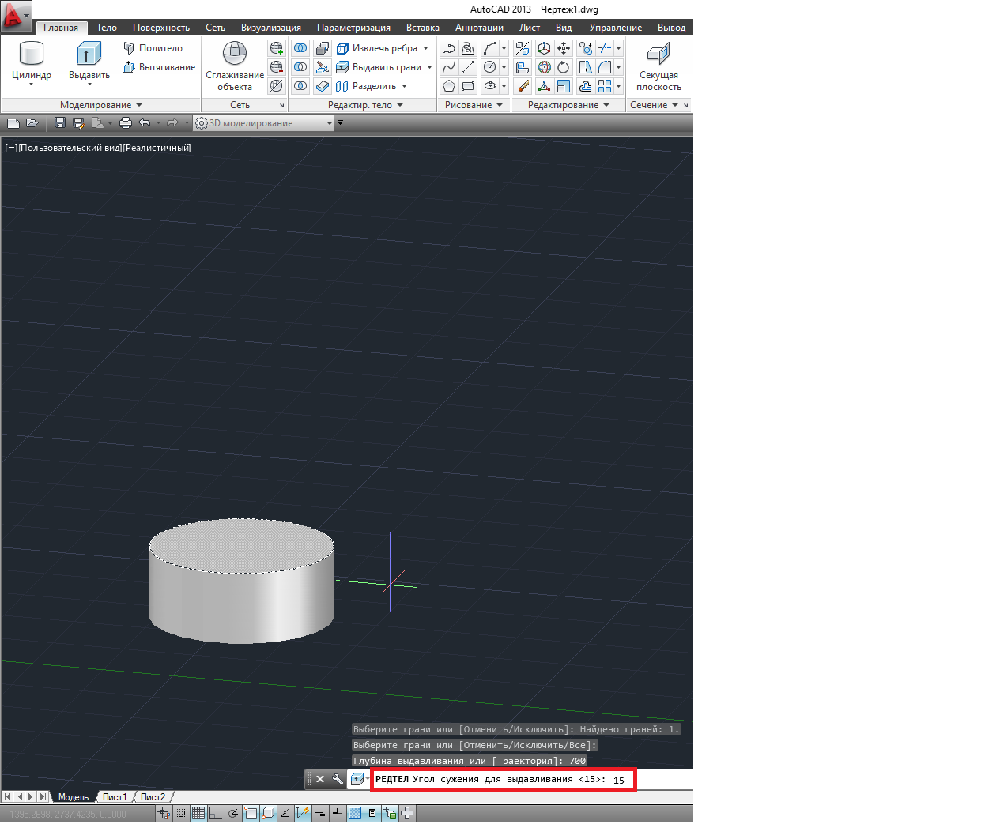 AutoCAD 2013 Чертеж1.dwg
Главная Тело Поверхность Сеть Визуализация Параметризация Вставка Аннотации Лист Вид Управление Вывод
Политело Извлечь ребра
Цилиндр Выдавить Вытягивание Сглаживание объекта Выдавить грани Секущая плоскость
Разделить
Моделирование Сеть Редактир. тело Рисование Редактирование Сечение
3D моделирование
[−][Пользовательский вид][Реалистичный]
Выберите грани или [Отменить/Исключить]: Найдено граней: 1.
Выберите грани или [Отменить/Исключить/Все]:
Глубина выдавливания или [Траектория]: 700
РЕДТЕЛ Угол сужения для выдавливания <15>: 15
Модель Лист1 Лист2
1395.2698, 2737.4235, 0.0000